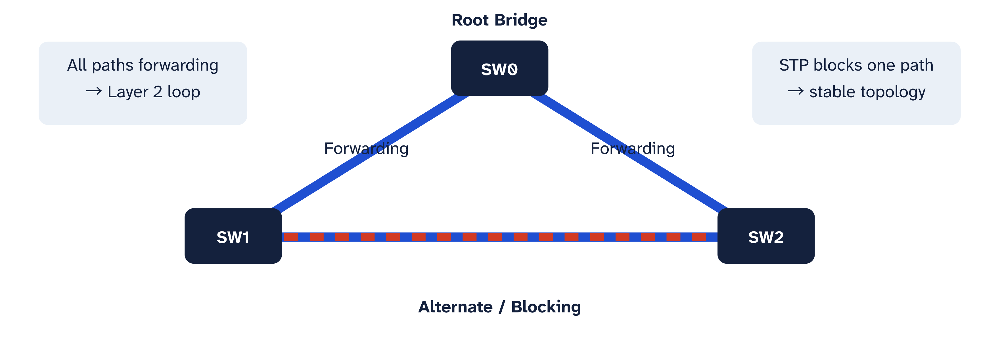 Root Bridge
All paths forwarding
→ Layer 2 loop
SW0
STP blocks one path
→ stable topology
Forwarding
Forwarding
SW1
SW2
Alternate / Blocking